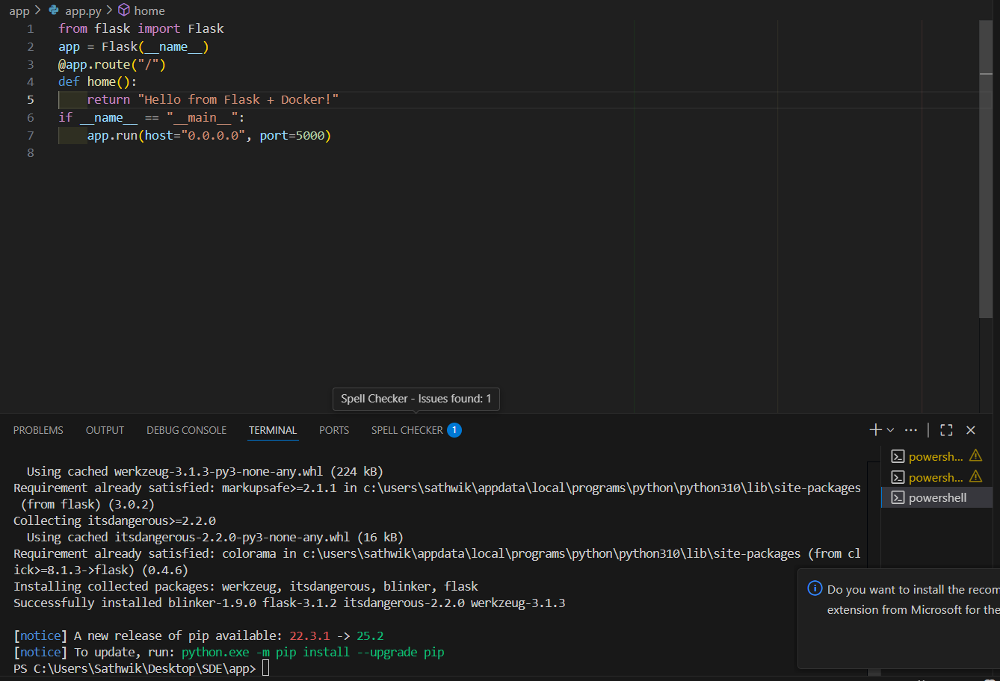 app > app.py > home
1 from flask import Flask
2 app = Flask(__name__)
3 @app.route("/")
4 def home():
5     return "Hello from Flask + Docker!"
6 if __name__ == "__main__":
7     app.run(host="0.0.0.0", port=5000)
8
Spell Checker - Issues found: 1
PROBLEMS OUTPUT DEBUG CONSOLE TERMINAL PORTS SPELL CHECKER 1
  Using cached werkzeug-3.1.3-py3-none-any.whl (224 kB)
Requirement already satisfied: markupsafe>=2.1.1 in c:\users\sathwik\appdata\local\programs\python\python310\lib\site-packages
 (from flask) (3.0.2)
Collecting itsdangerous>=2.2.0
  Using cached itsdangerous-2.2.0-py3-none-any.whl (16 kB)
Requirement already satisfied: colorama in c:\users\sathwik\appdata\local\programs\python\python310\lib\site-packages (from cl
ick>=8.1.3->flask) (0.4.6)
Installing collected packages: werkzeug, itsdangerous, blinker, flask
Successfully installed blinker-1.9.0 flask-3.1.2 itsdangerous-2.2.0 werkzeug-3.1.3
[notice] A new release of pip available: 22.3.1 -> 25.2
[notice] To update, run: python.exe -m pip install --upgrade pip
PS C:\Users\Sathwik\Desktop\SDE\app>
powersh...
powersh...
powershell
Do you want to install the recom
extension from Microsoft for the